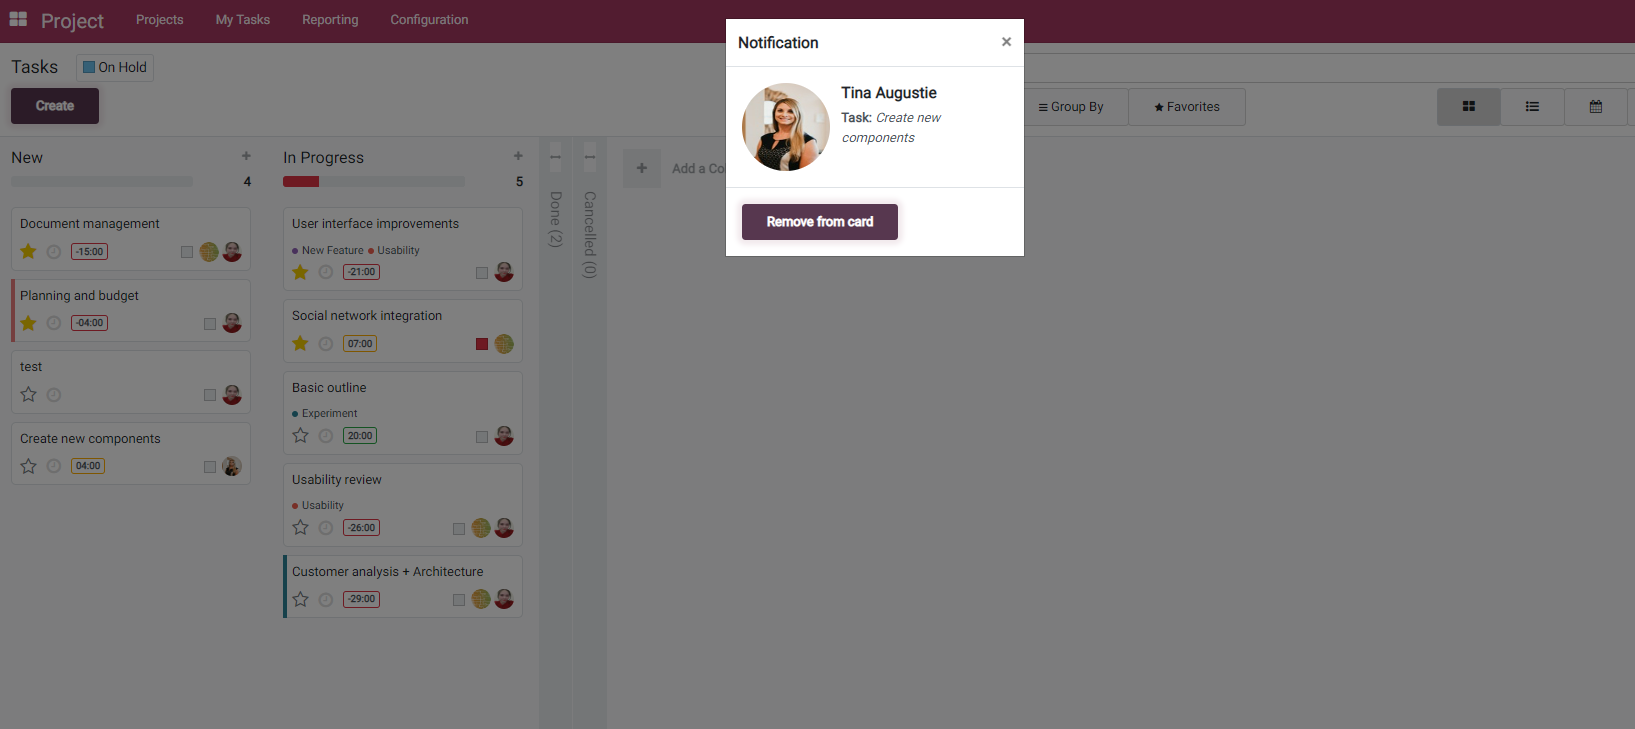 Project
Projects
My Tasks
Reporting
Configuration
Tasks
On Hold
Create
Group By
Favorites
Notification
×
Tina Augustie
Task: Create new
components
Remove from card
New
+
4
Document management
-15:00
Planning and budget
-04:00
test
Create new components
04:00
In Progress
+
5
User interface improvements
New Feature
Usability
-21:00
Social network integration
07:00
Basic outline
Experiment
20:00
Usability review
Usability
-26:00
Customer analysis + Architecture
-29:00
Done (2)
Cancelled (0)
+
Add a